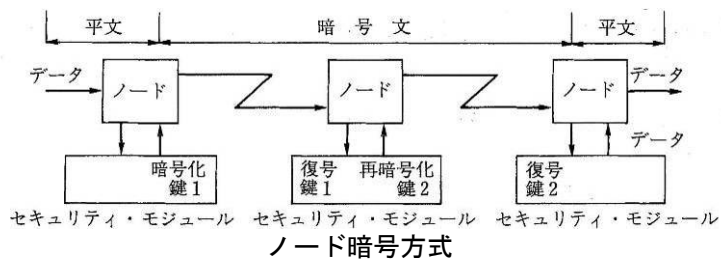 平文 暗号文 平文
データ ノード ノード ノード データ
データ
暗号化 復号 再暗号化 復号
鍵1 鍵1 鍵2 鍵2
セキュリティ・モジュール セキュリティ・モジュール セキュリティ・モジュール
ノード暗号方式